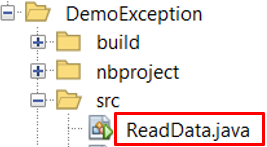 DemoException
build
nbproject
src
ReadData.java